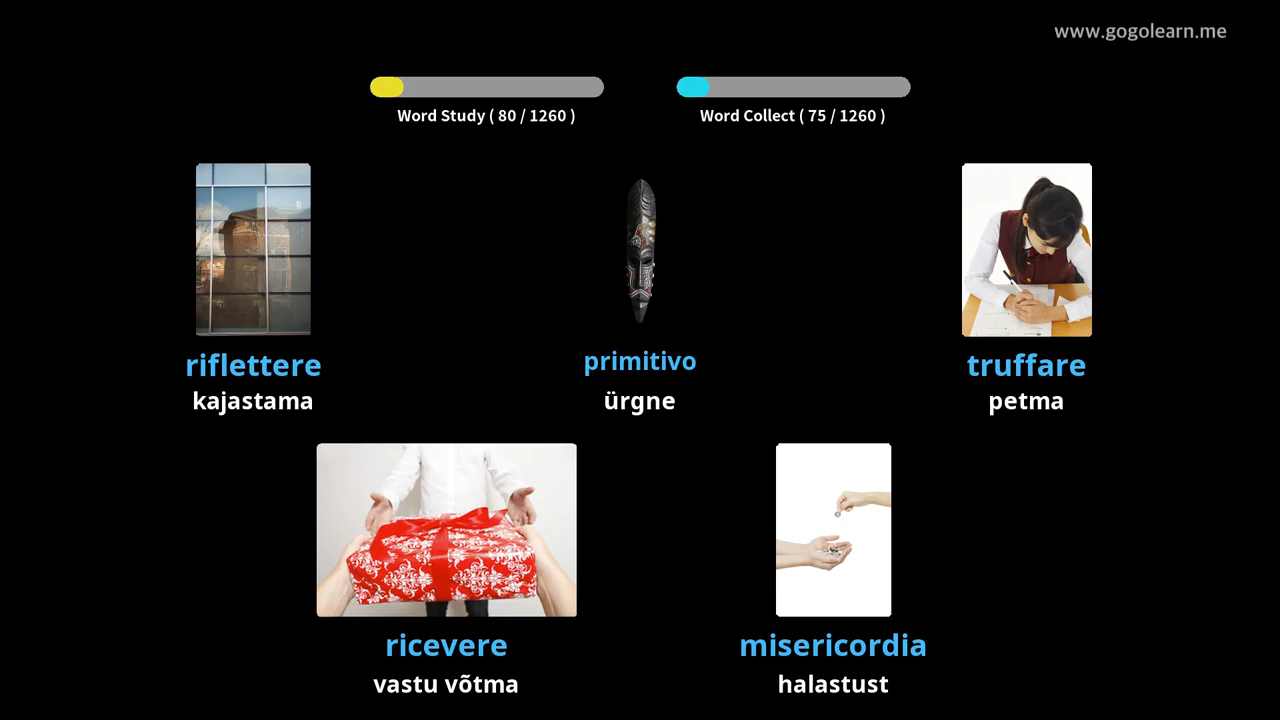 www.gogolearn.me
Word Study ( 80 / 1260 )
Word Collect ( 75 / 1260 )
riflettere
kajastama
primitivo
ürgne
truffare
petma
ricevere
vastu võtma
misericordia
halastust